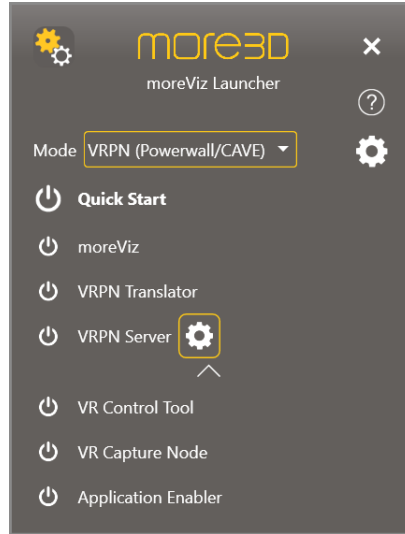 more3D
moreViz Launcher
?
Mode VRPN (Powerwall/CAVE)
Quick Start
moreViz
VRPN Translator
VRPN Server
VR Control Tool
VR Capture Node
Application Enabler